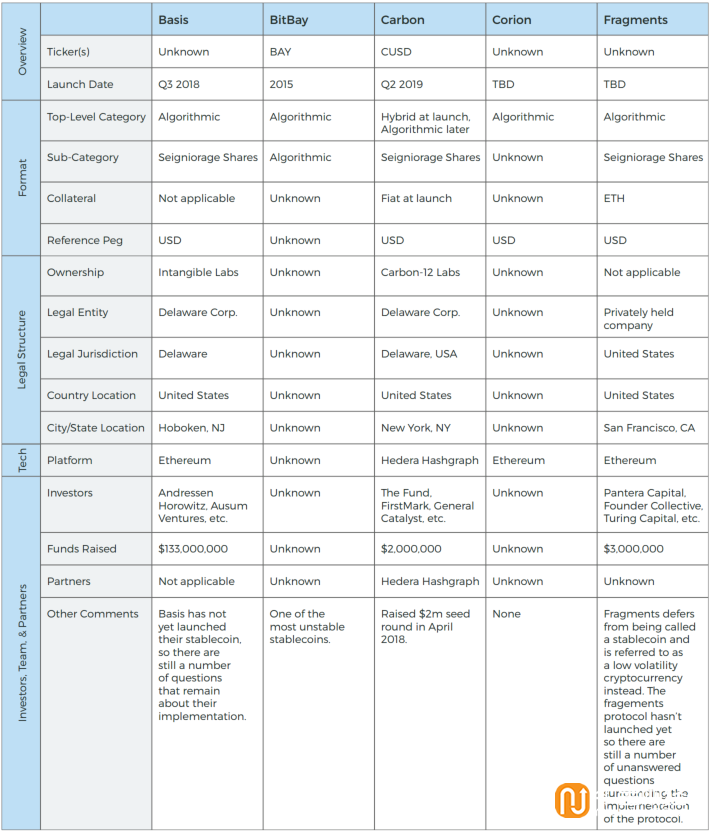 Basis BitBay Carbon Corion Fragments
Overview
Ticker(s) Unknown BAY CUSD Unknown Unknown
Launch Date Q3 2018 2015 Q2 2019 TBD TBD
Format
Top-Level Category Algorithmic Algorithmic Hybrid at launch, Algorithmic Algorithmic
Algorithmic later
Sub-Category Seigniorage Shares Algorithmic Seigniorage Shares Unknown Seigniorage Shares
Collateral Not applicable Unknown Fiat at launch Unknown ETH
Reference Peg USD Unknown USD USD USD
Legal Structure
Ownership Intangible Labs Unknown Carbon-12 Labs Unknown Not applicable
Legal Entity Delaware Corp. Unknown Delaware Corp. Unknown Privately held
company
Legal Jurisdiction Delaware Unknown Delaware, USA Unknown United States
Country Location United States Unknown United States Unknown United States
City/State Location Hoboken, NJ Unknown New York, NY Unknown San Francisco, CA
Tech
Platform Ethereum Unknown Hedera Hashgraph Ethereum Ethereum
Investors, Team, & Partners
Investors Andressen Unknown The Fund, Unknown Pantera Capital,
Horowitz, Ausum FirstMark, General Founder Collective,
Ventures, etc. Catalyst, etc. Turing Capital, etc.
Funds Raised $133,000,000 Unknown $2,000,000 Unknown $3,000,000
Partners Not applicable Unknown Hedera Hashgraph Unknown Unknown
Other Comments Basis has not One of the Raised $2m seed None Fragments defers
yet launched most unstable round in April from being called
their stablecoin, stablecoins. 2018. a stablecoin and
so there are is referred to as
still a number a low volatility
of questions cryptocurrency
that remain instead. The
about their fragements
implementation. protocol hasn't
launched yet
so there are
still a number
of unanswered
questions
surrounding the
implemention
of the protocol.